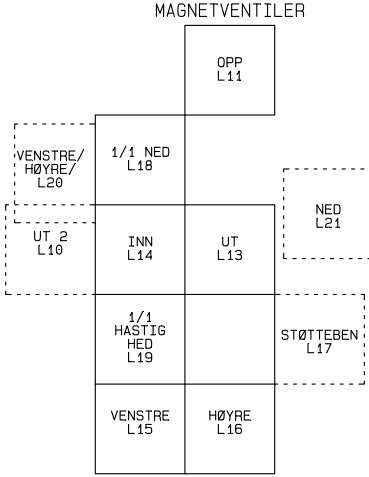 MAGNETVENTILER
OPP
L11
VENSTRE/
HØYRE/
L20
1/1 NED
L18
NED
L21
UT 2
L10
INN
L14
UT
L13
1/1
HASTIG
HED
L19
STØTTEBEN
L17
VENSTRE
L15
HØYRE
L16